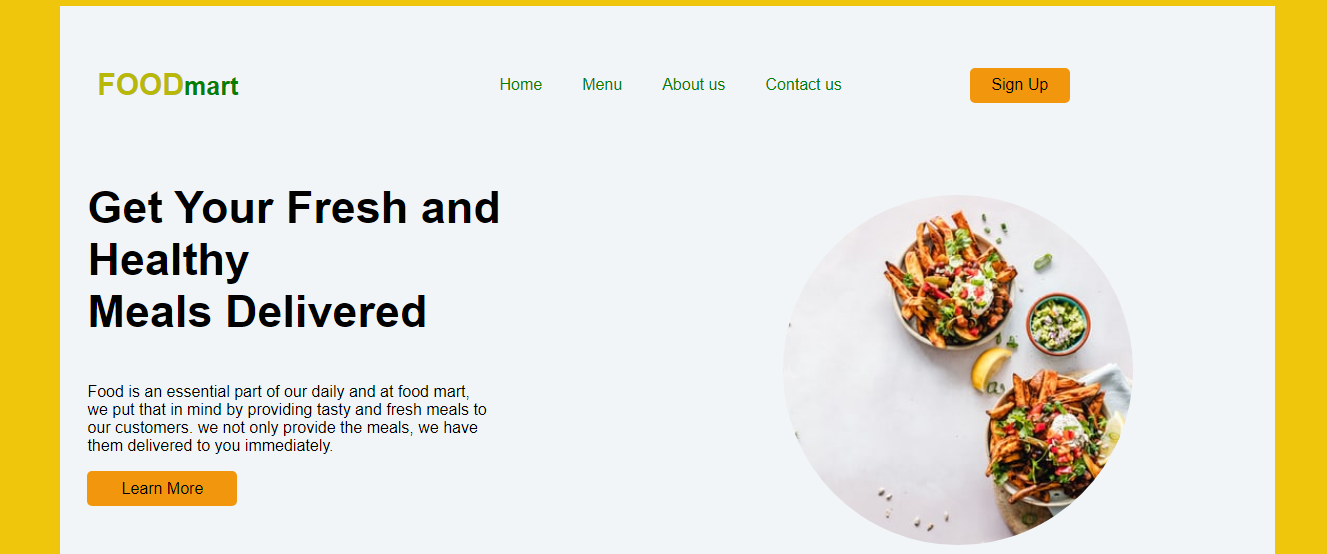 FOODmart
Home Menu About us Contact us Sign Up
Get Your Fresh and
Healthy
Meals Delivered
Food is an essential part of our daily and at food mart,
we put that in mind by providing tasty and fresh meals to
our customers. we not only provide the meals, we have
them delivered to you immediately.
Learn More